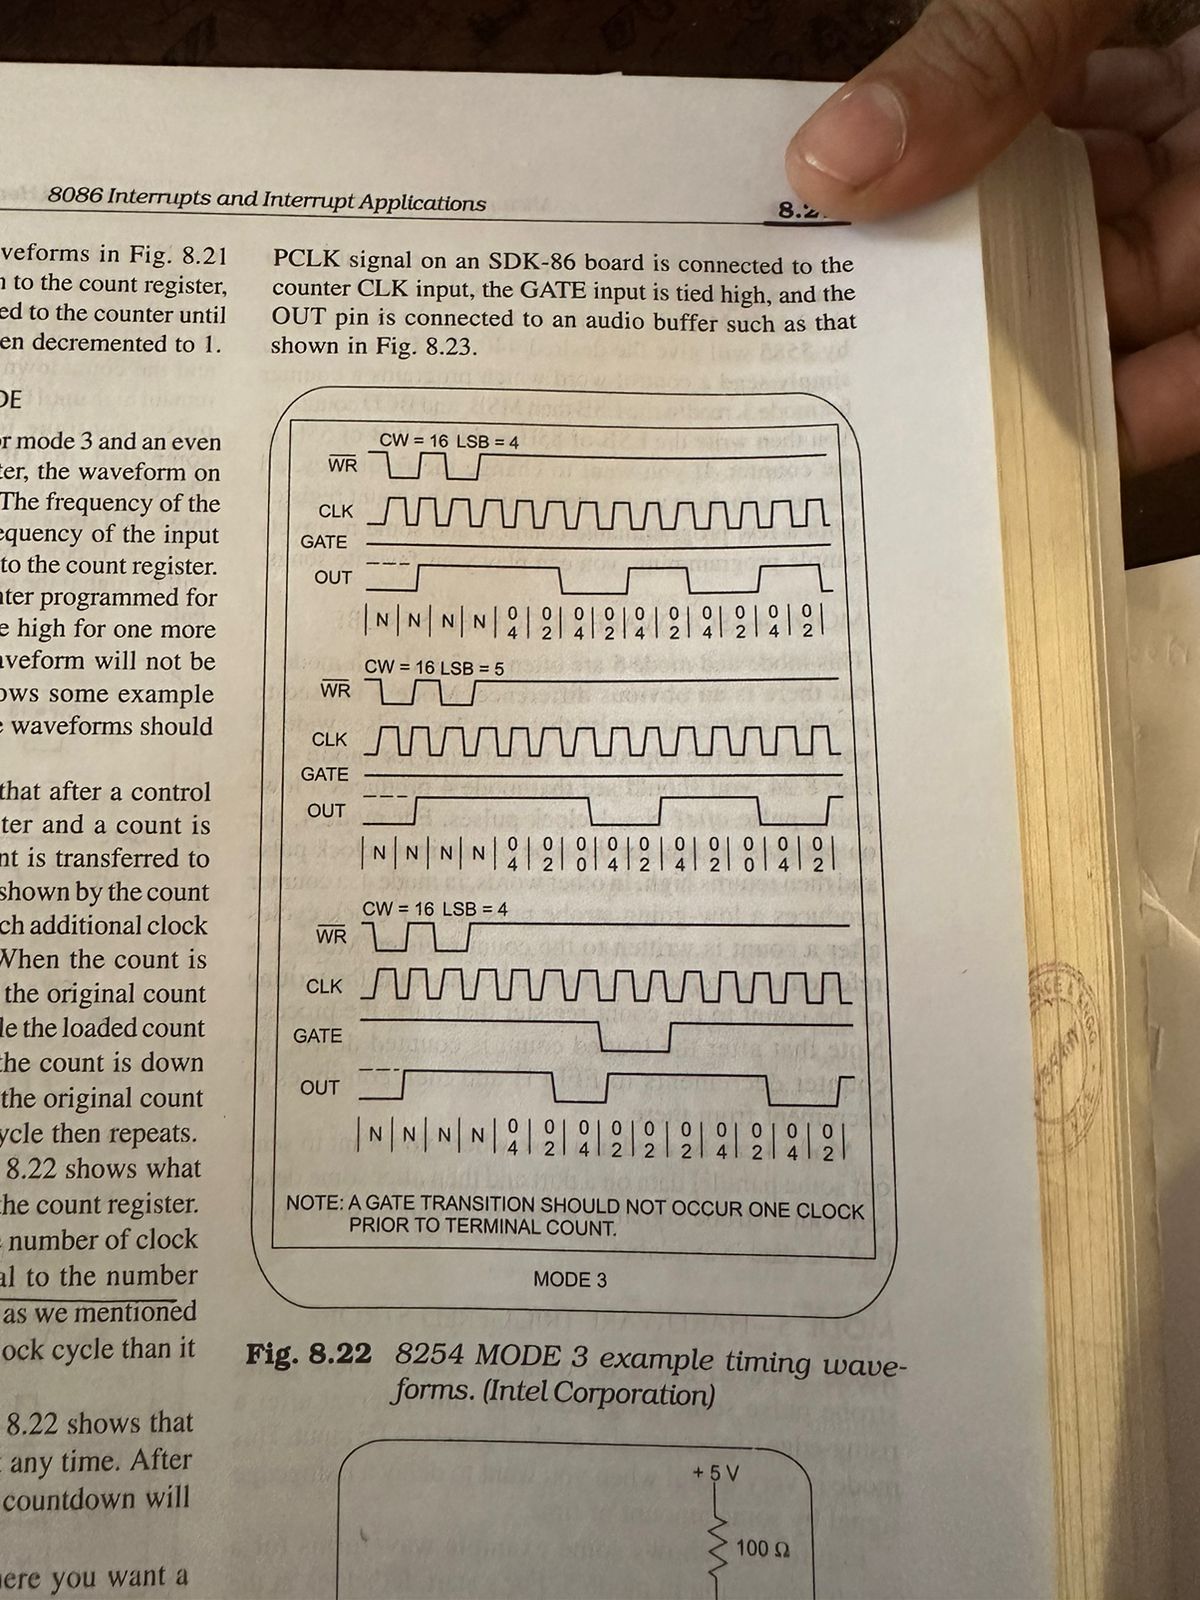 8086 Interrupts and Interrupt Applications
veforms in Fig. 8.21
to the count register,
ed to the counter until
en decremented to 1.
DE
or mode 3 and an even
ter, the waveform on
The frequency of the
equency of the input
to the count register.
nter programmed for
e high for one more
aveform will not be
ows some example
e waveforms should
that after a control
ter and a count is
nt is transferred to
shown by the count
ch additional clock
When the count is
the original count
le the loaded count
the count is down
the original count
ycle then repeats.
8.22 shows what
the count register.
number of clock
al to the number
as we mentioned
ock cycle than it
8.22 shows that
any time. After
countdown will
ere you want a
PCLK signal on an SDK-86 board is connected to the
counter CLK input, the GATE input is tied high, and the
OUT pin is connected to an audio buffer such as that
shown in Fig. 8.23.
CW = 16 LSB = 4
WR
CLK
GATE
OUT
N N N N 0 0 0 0 0 0 0 0 0 0
4 2 4 2 4 2 4 2 4 2
CW = 16 LSB = 5
WR
CLK
GATE
OUT
N N N N 0 0 0 0 0 0 0 0 0 0
4 2 0 4 2 4 2 0 4 2
CW = 16 LSB = 4
WR
CLK
GATE
OUT
N N N N 0 0 0 0 0 0 0 0 0 0
4 2 4 2 2 2 4 2 4 2
NOTE: A GATE TRANSITION SHOULD NOT OCCUR ONE CLOCK
PRIOR TO TERMINAL COUNT.
MODE 3
Fig. 8.22 8254 MODE 3 example timing wave-
forms. (Intel Corporation)
+ 5 V
100 Ω